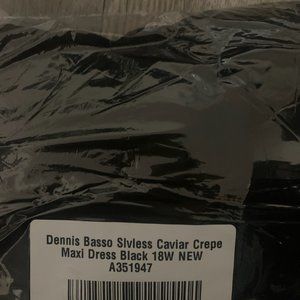 Dennis Basso Slvless Caviar Crepe
Maxi Dress Black 18W NEW
A351947